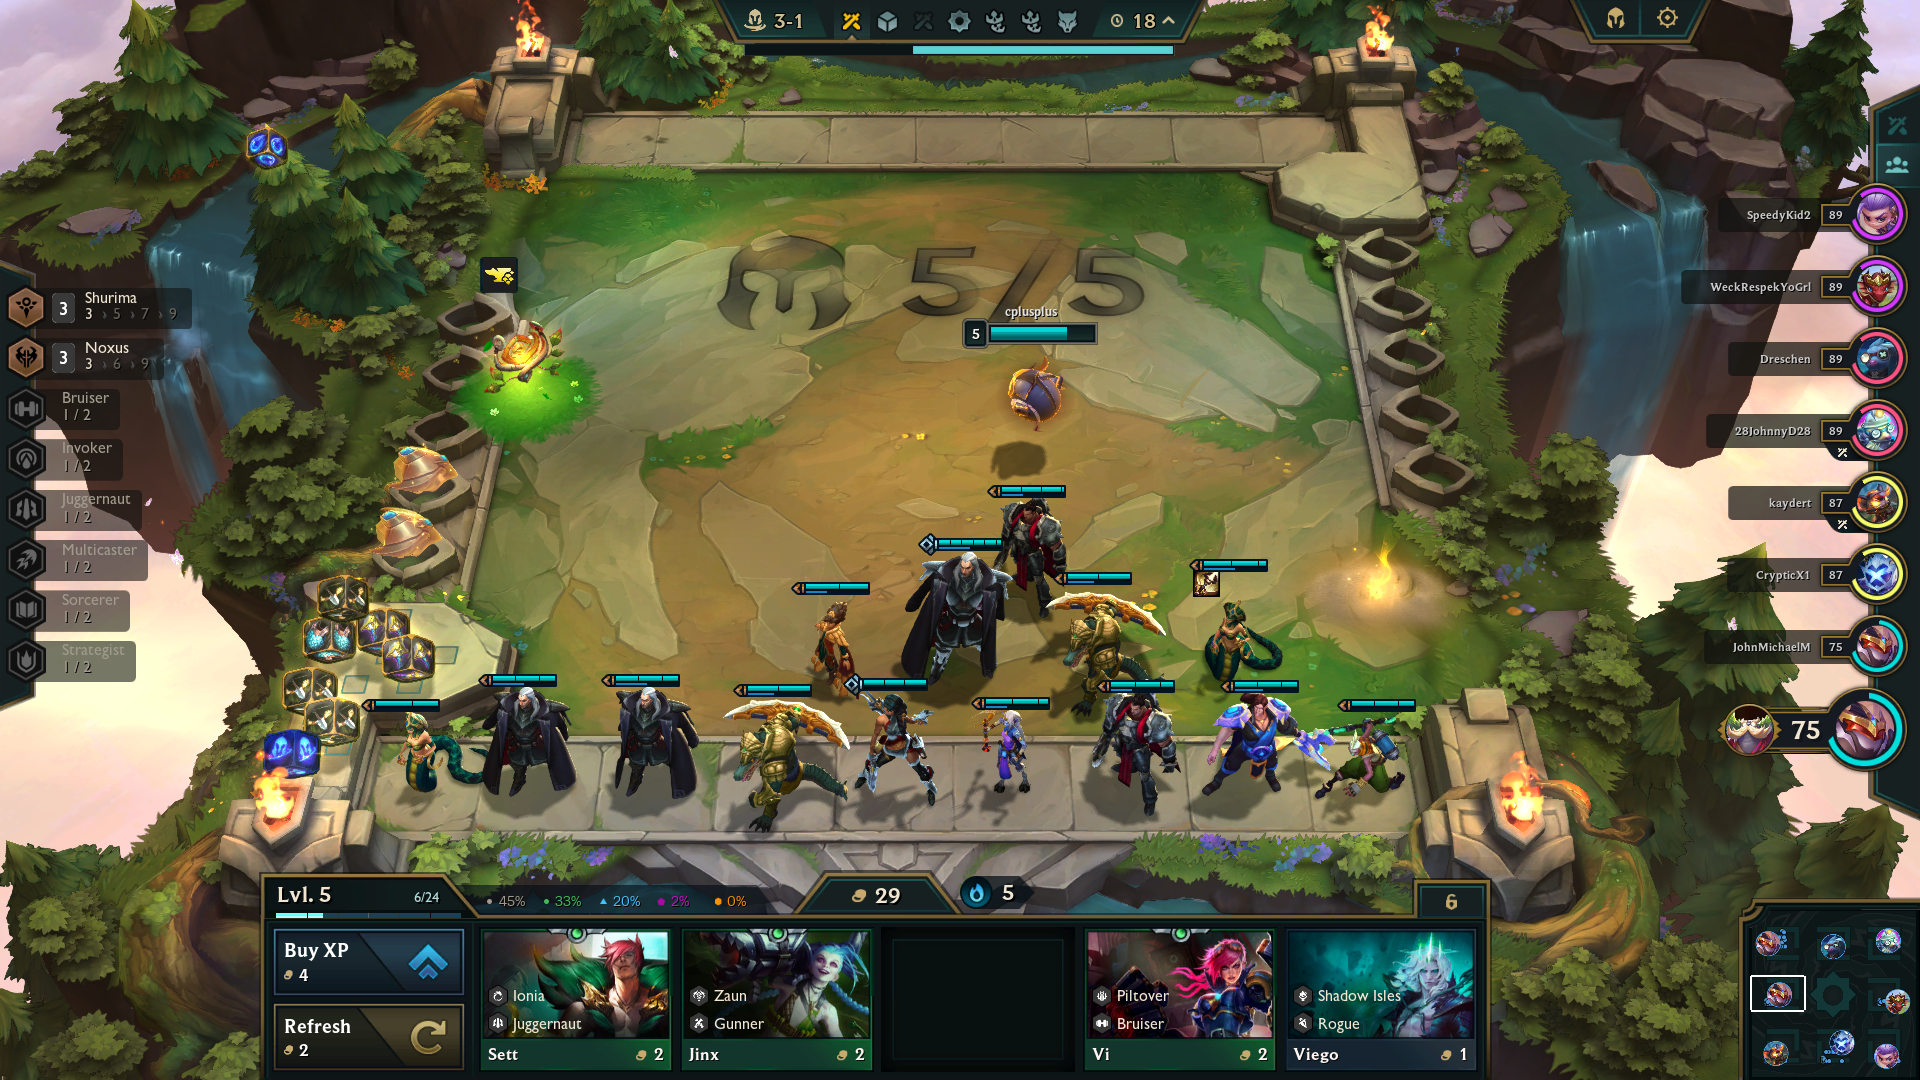 3-1
18
5/5
cplusplus
5
3
Shurima
3 › 5 › 7 › 9
3
Noxus
3 › 6 › 9
Bruiser
1 / 2
Invoker
1 / 2
Juggernaut
1 / 2
Multicaster
1 / 2
Sorcerer
1 / 2
Strategist
1 / 2
SpeedyKid2 89
WeckRespekYoGrl 89
Dreschen 89
28JohnnyD28 89
kaydert 87
CrypticX1 87
JohnMichaelM 75
75
Lvl. 5
6/24
45% 33% 20% 2% 0%
29
5
6
Buy XP
4
Refresh
2
Ionia
Juggernaut
Sett 2
Zaun
Gunner
Jinx 2
Piltover
Bruiser
Vi 2
Shadow Isles
Rogue
Viego 1